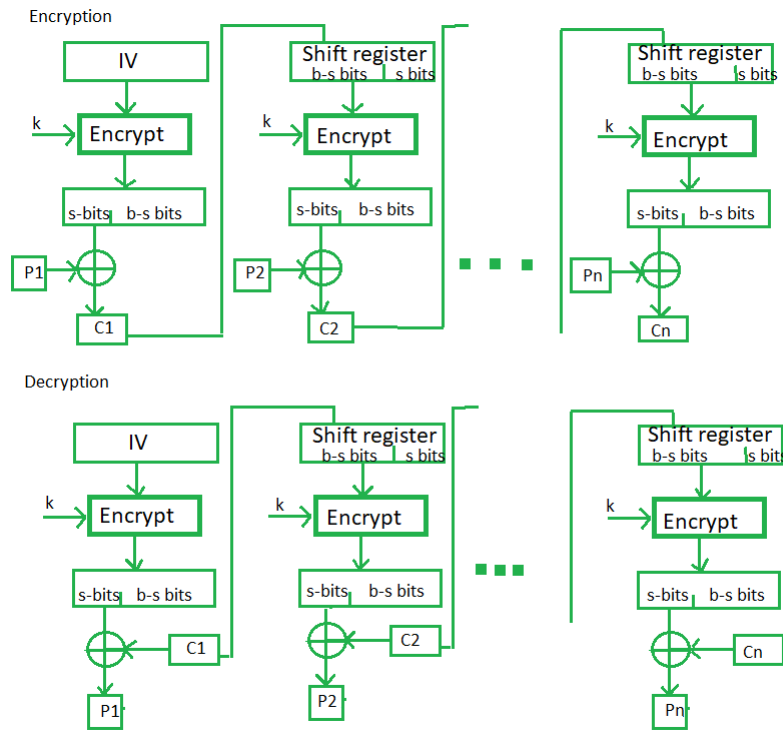 Encryption
IV
Shift register
b-s bits s bits
Shift register
b-s bits s bits
k Encrypt
k Encrypt
k Encrypt
s-bits b-s bits
s-bits b-s bits
s-bits b-s bits
P1
P2
Pn
C1
C2
Cn
Decryption
IV
Shift register
b-s bits s bits
Shift register
b-s bits s bits
k Encrypt
k Encrypt
k Encrypt
s-bits b-s bits
s-bits b-s bits
s-bits b-s bits
C1
C2
Cn
P1
P2
Pn